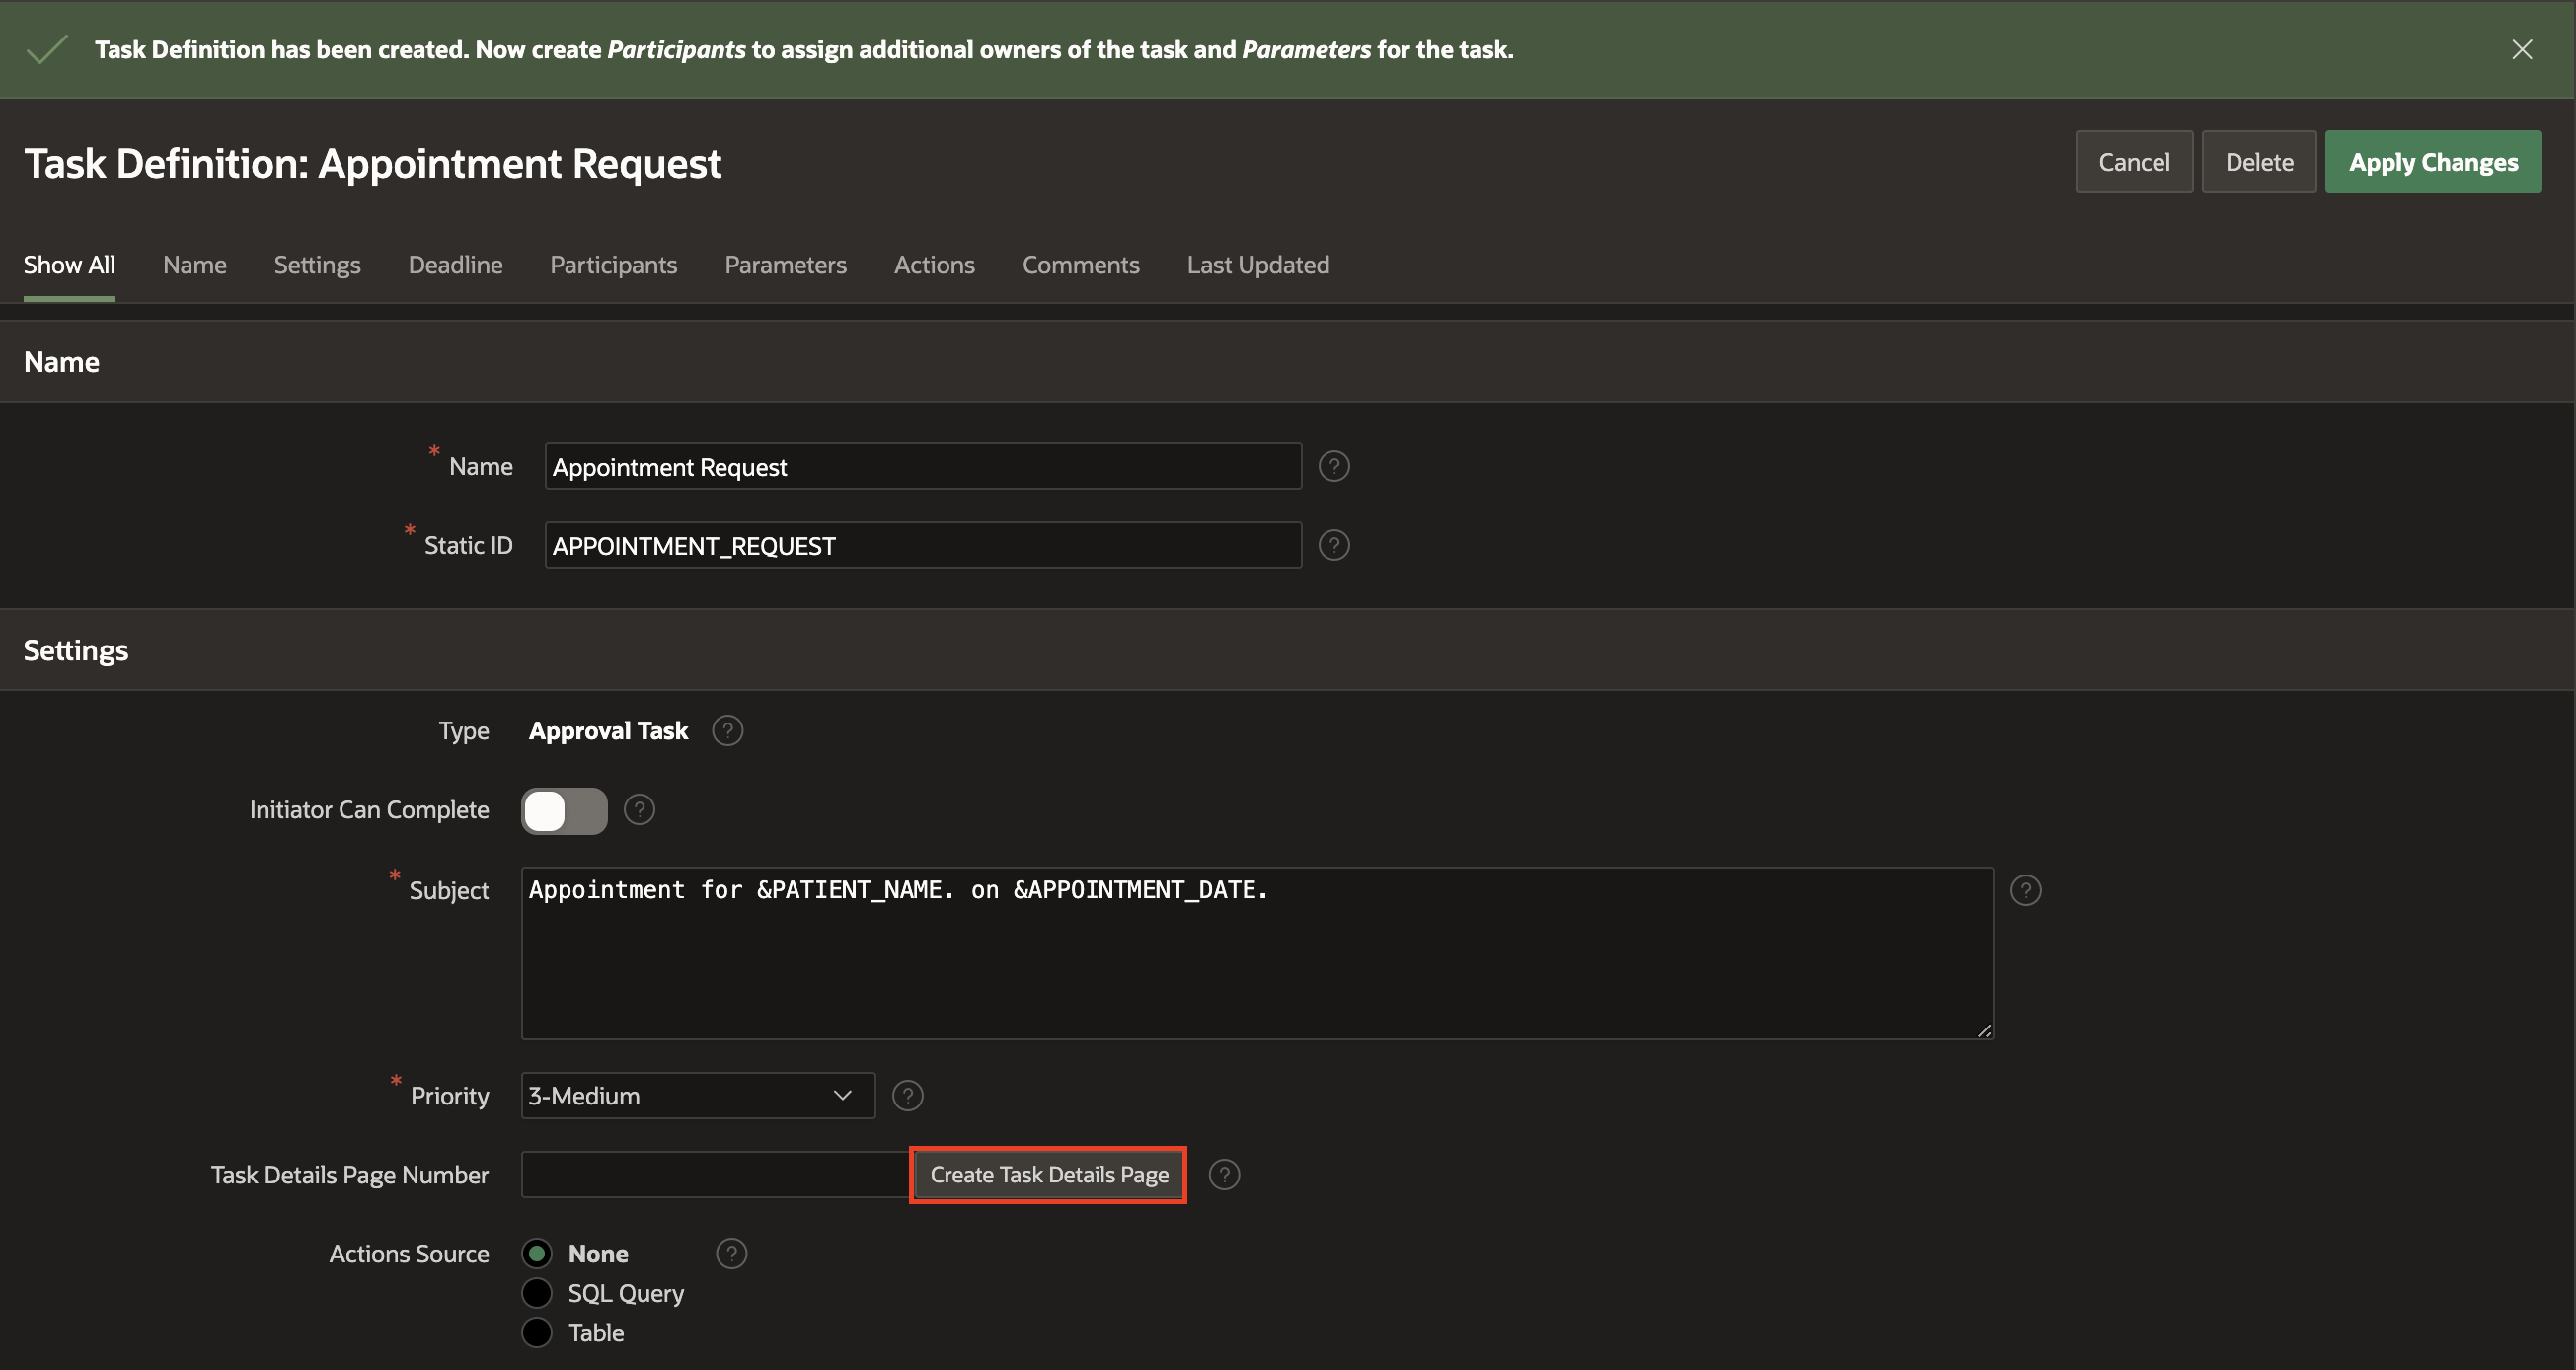 Task Definition has been created. Now create Participants to assign additional owners of the task and Parameters for the task.
Task Definition: Appointment Request
Cancel
Delete
Apply Changes
Show All
Name
Settings
Deadline
Participants
Parameters
Actions
Comments
Last Updated
Name
* Name
Appointment Request
?
* Static ID
APPOINTMENT_REQUEST
?
Settings
Type
Approval Task
?
Initiator Can Complete
?
* Subject
Appointment for &PATIENT_NAME. on &APPOINTMENT_DATE.
?
* Priority
3-Medium
?
Task Details Page Number
Create Task Details Page
?
Actions Source
None
?
SQL Query
Table